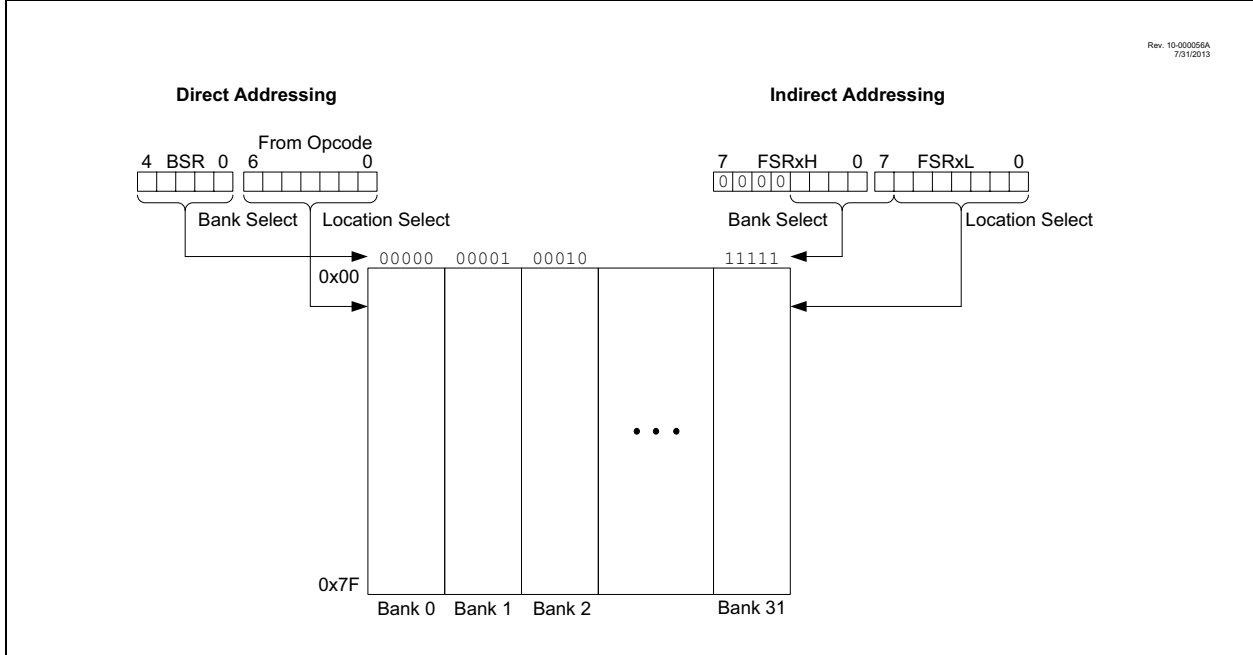 Rev. 10-000056A
7/31/2013
Direct Addressing
From Opcode
4 BSR 0 6 0
Bank Select Location Select
Indirect Addressing
7 FSRxH 0 7 FSRxL 0
0 0 0 0
Bank Select Location Select
00000 00001 00010 11111
0x00
• • •
0x7F
Bank 0 Bank 1 Bank 2 Bank 31